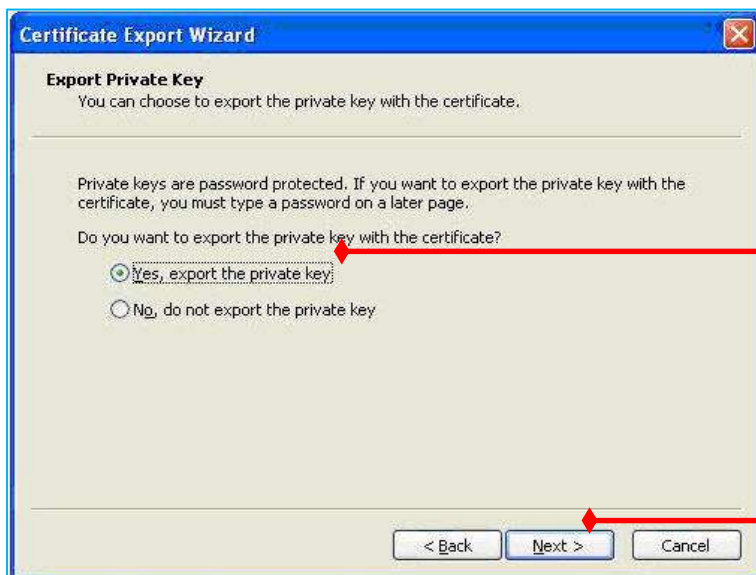 Certificate Export Wizard
Export Private Key
You can choose to export the private key with the certificate.
Private keys are password protected. If you want to export the private key with the
certificate, you must type a password on a later page.
Do you want to export the private key with the certificate?
Yes, export the private key
No, do not export the private key
< Back
Next >
Cancel